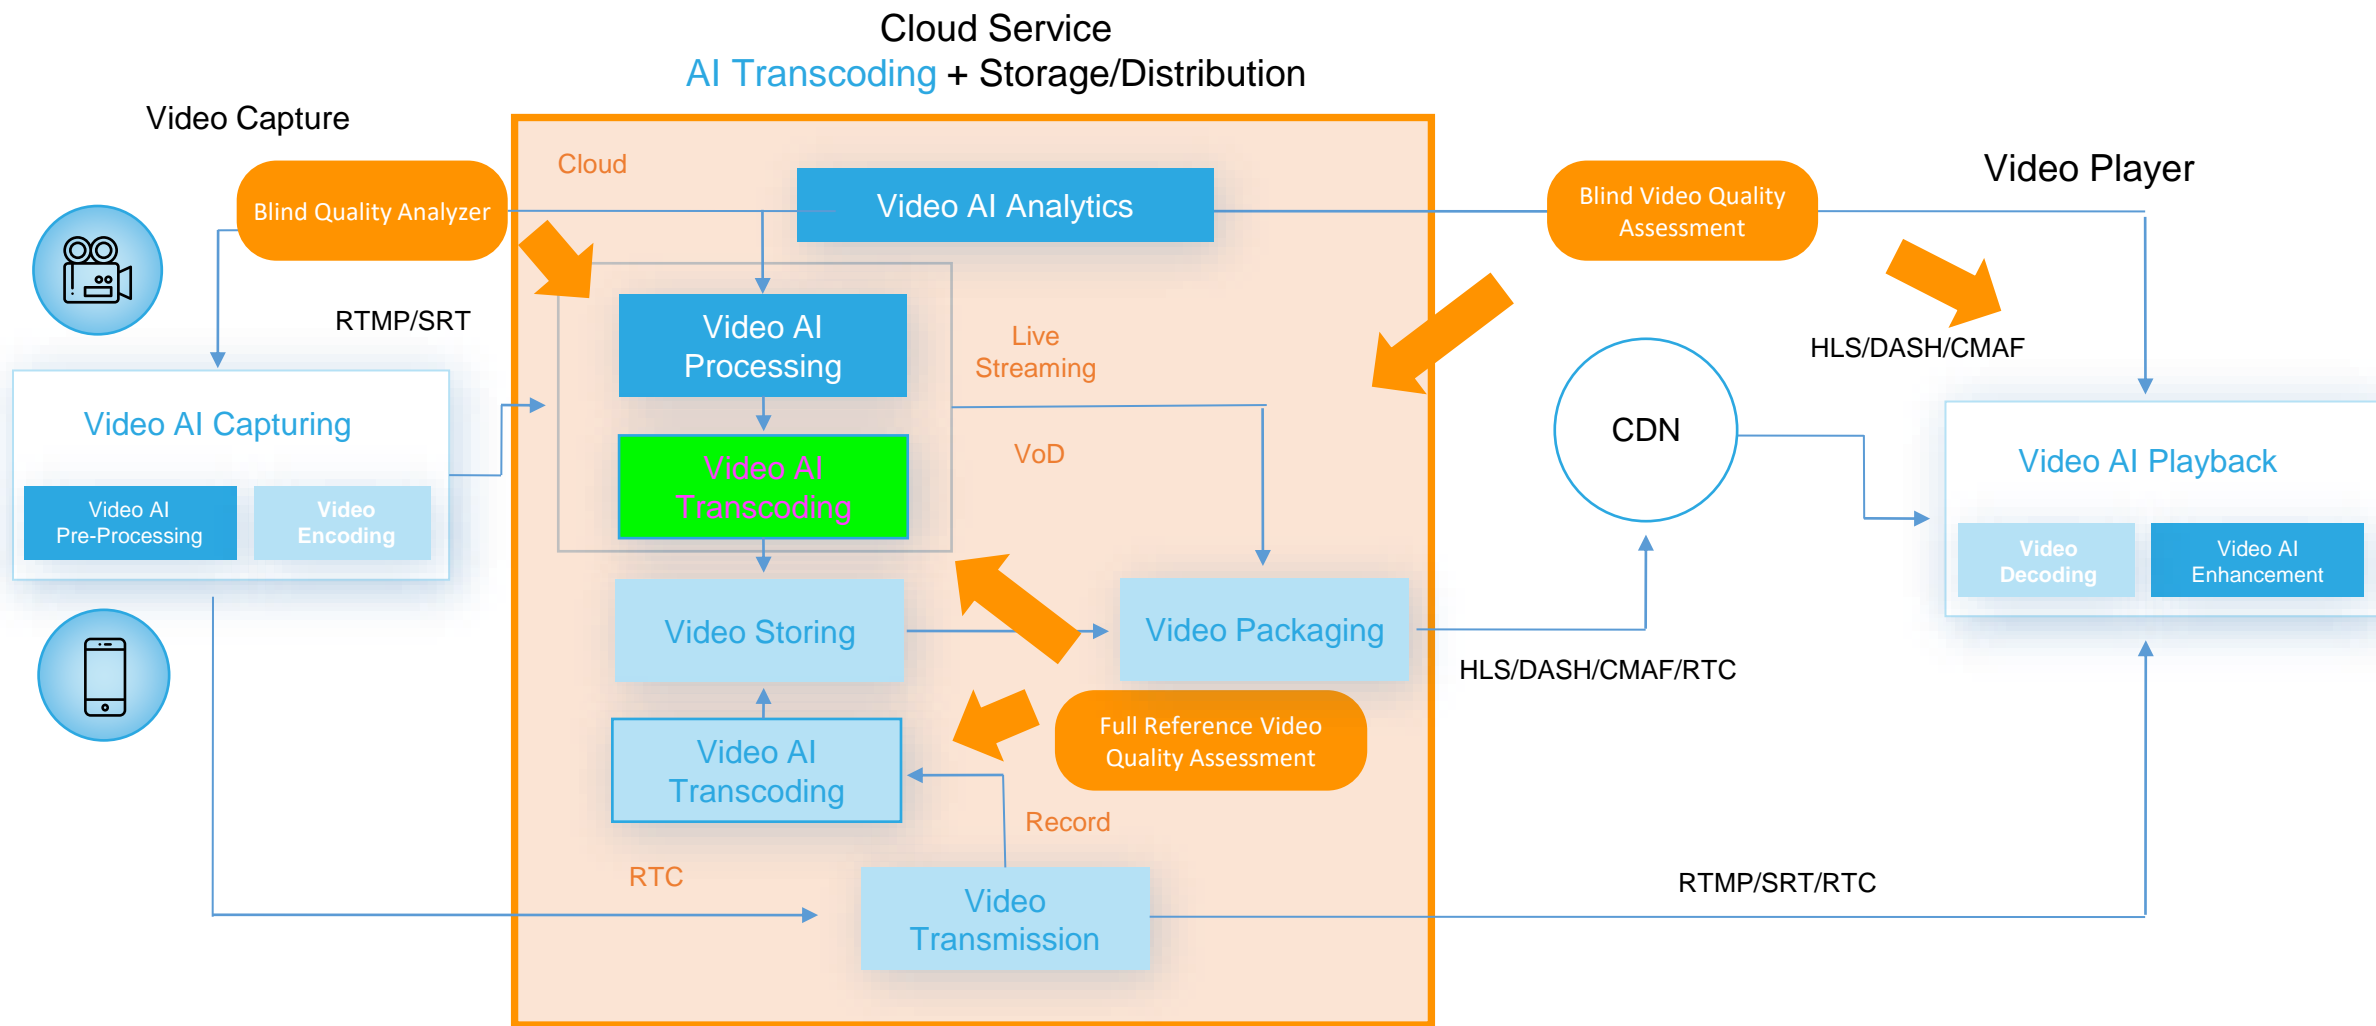 Cloud Service
AI Transcoding + Storage/Distribution
Video Capture
Cloud
Blind Quality Analyzer
Video AI Analytics
Blind Video Quality
Assessment
Video Player
RTMP/SRT
Video AI
Processing
Live
Streaming
HLS/DASH/CMAF
Video AI Capturing
Video AI
Pre-Processing
Video
Encoding
Video AI
Transcoding
VoD
CDN
Video AI Playback
Video
Decoding
Video AI
Enhancement
Video Storing
Video Packaging
HLS/DASH/CMAF/RTC
Video AI
Transcoding
Full Reference Video
Quality Assessment
Record
RTC
Video
Transmission
RTMP/SRT/RTC